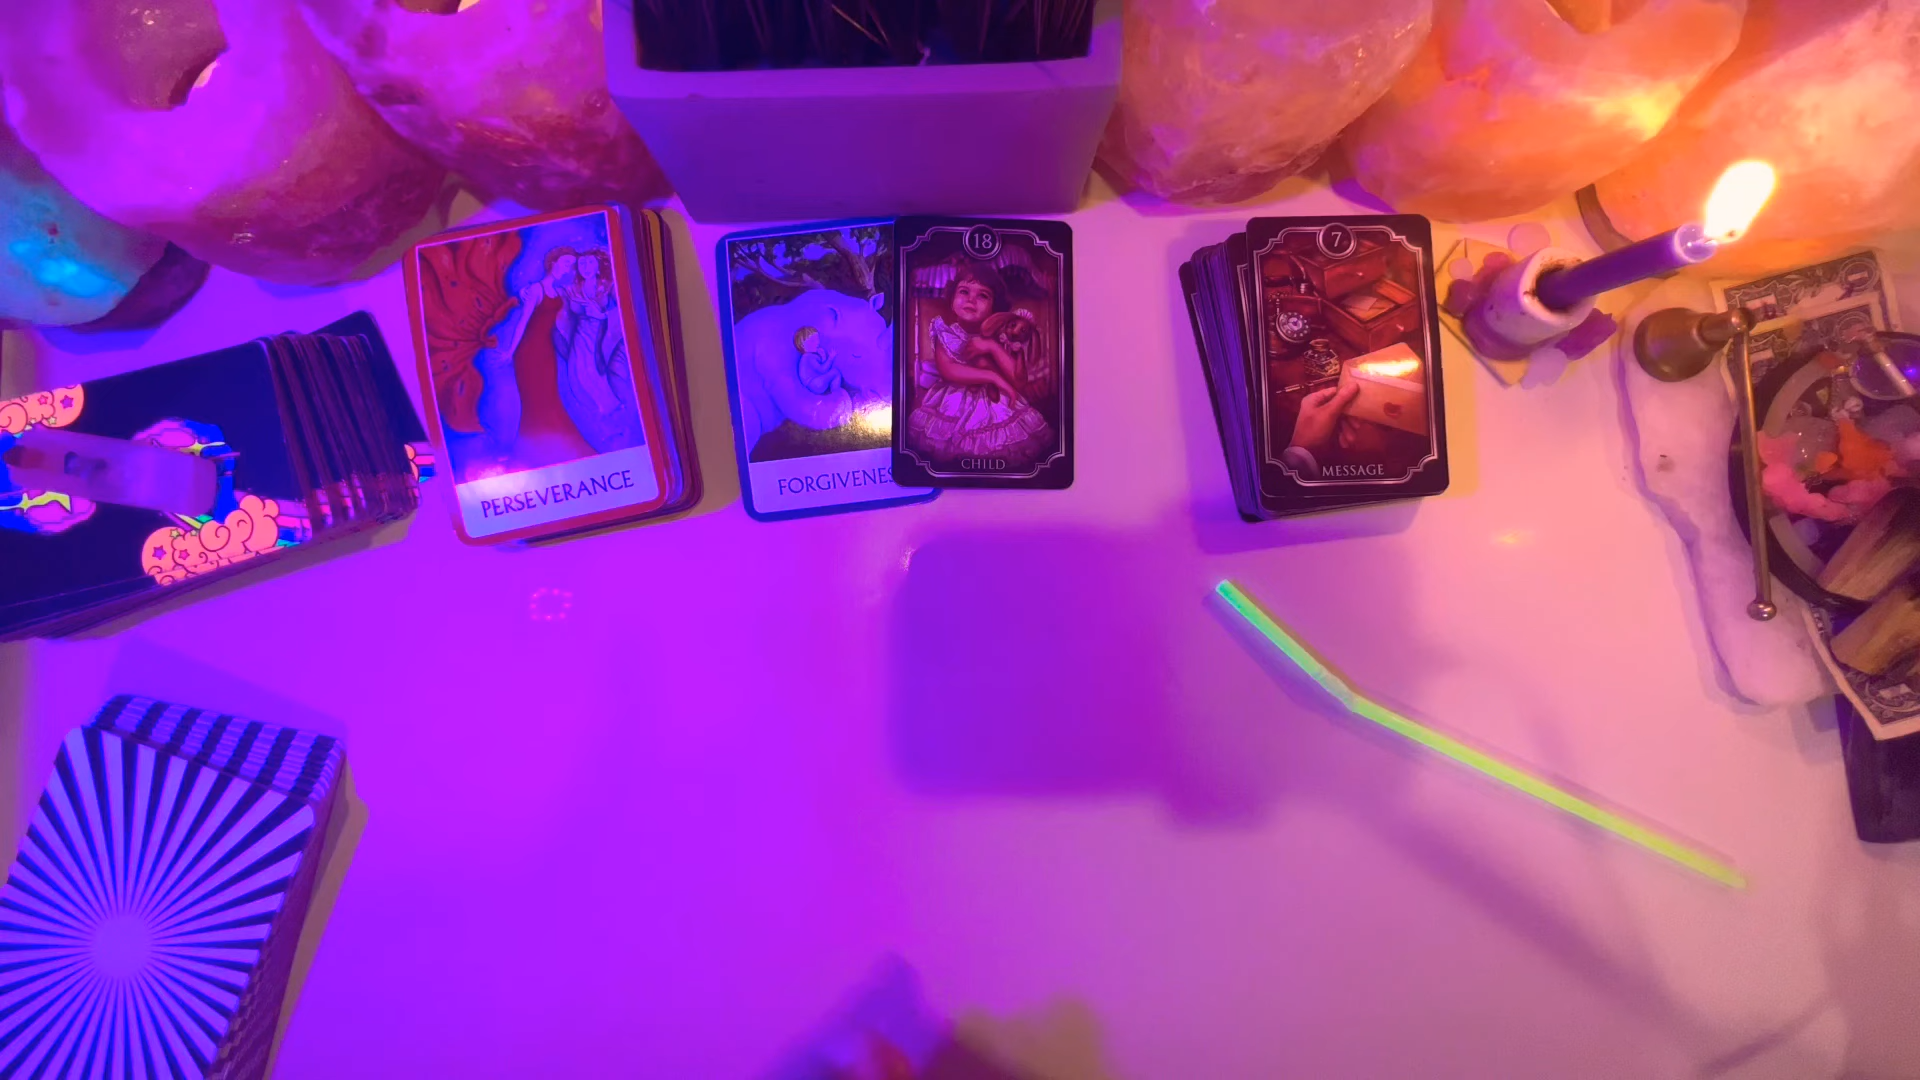 PERSEVERANCE
FORGIVENES
18
CHILD
7
MESSAGE